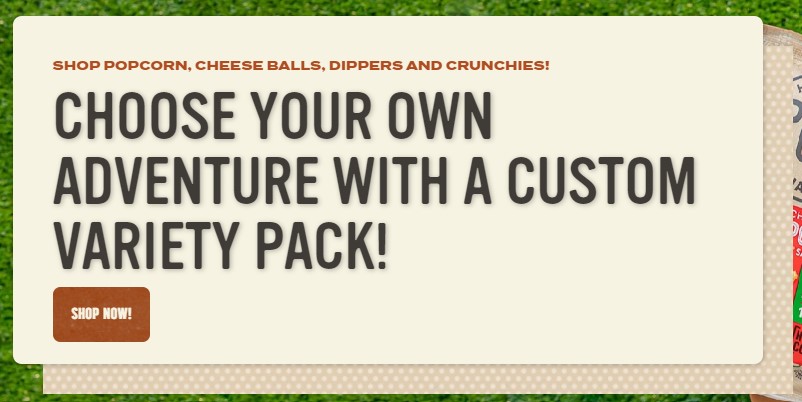 SHOP POPCORN, CHEESE BALLS, DIPPERS AND CRUNCHIES!
CHOOSE YOUR OWN
ADVENTURE WITH A CUSTOM
VARIETY PACK!
SHOP NOW!